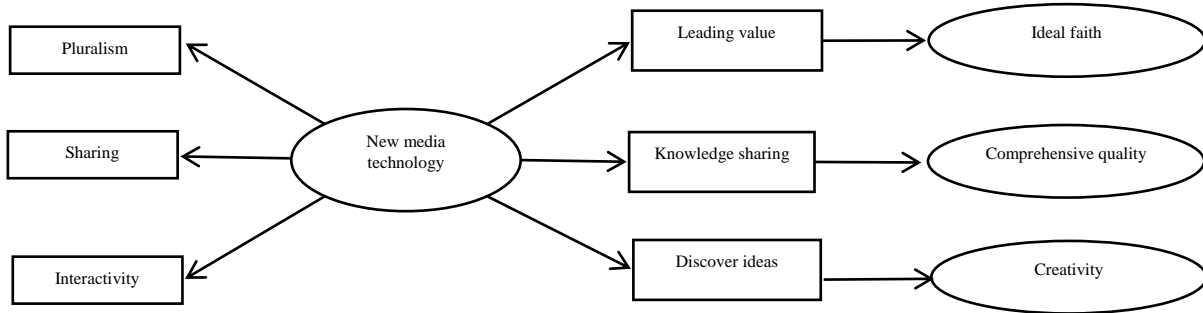 Pluralism
Leading value
Ideal faith
New media
technology
Sharing
Knowledge sharing
Comprehensive quality
Interactivity
Discover ideas
Creativity